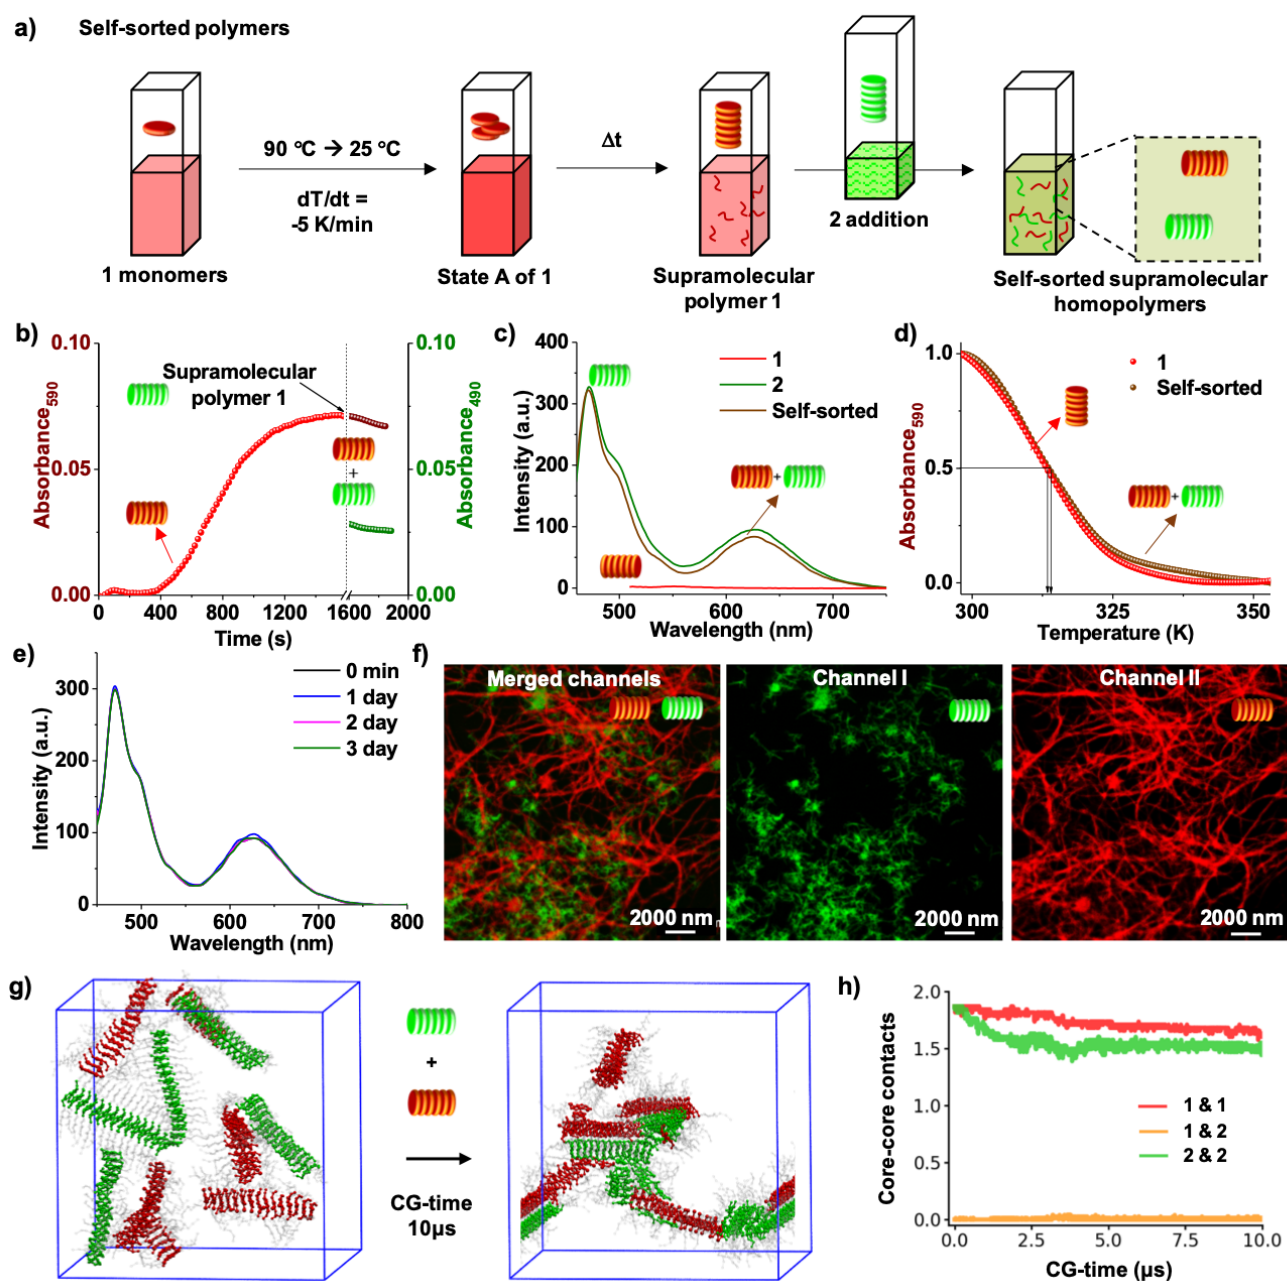 a) Self-sorted polymers
90 °C → 25 °C
dT/dt =
-5 K/min
Δt
2 addition
1 monomers
State A of 1
Supramolecular
polymer 1
Self-sorted supramolecular
homopolymers
b)
0.10
0.05
0.00
Absorbance590
0.10
0.05
0.00
Absorbance490
Supramolecular
polymer 1
+
0 400 800 1200 1600 2000
Time (s)
c)
400
300
200
100
0
Intensity (a.u.)
1
2
Self-sorted
+
500 600 700
Wavelength (nm)
d)
1.0
0.5
0.0
Absorbance590
1
Self-sorted
+
300 325 350
Temperature (K)
e)
300
200
100
0
Intensity (a.u.)
0 min
1 day
2 day
3 day
500 600 700 800
Wavelength (nm)
f)
Merged channels
2000 nm
Channel I
2000 nm
Channel II
2000 nm
g)
+
CG-time
10µs
h)
2.0
1.5
1.0
0.5
0.0
Core-core contacts
1 & 1
1 & 2
2 & 2
0.0 2.5 5.0 7.5 10.0
CG-time (µs)